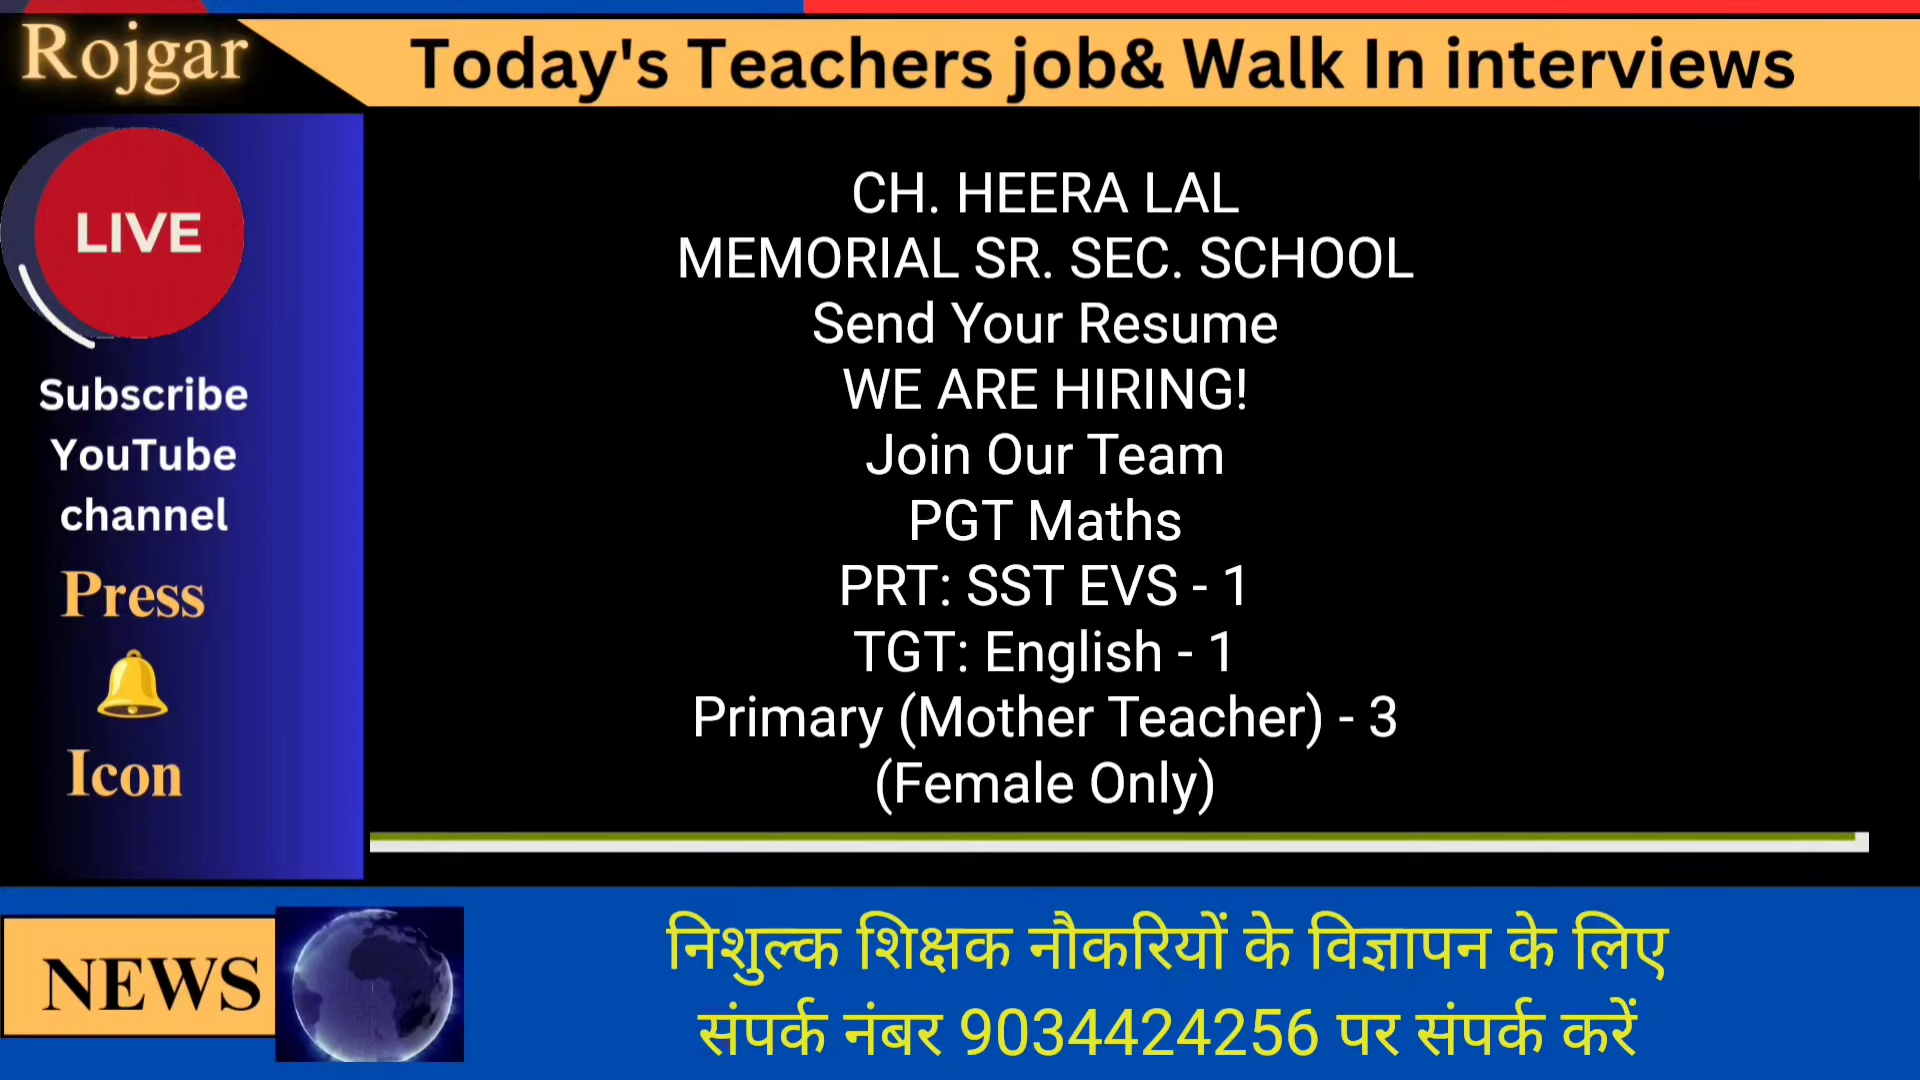 Rojgar
Today's Teachers job& Walk In interviews
LIVE
Subscribe
YouTube
channel
Press
Icon
CH. HEERA LAL
MEMORIAL SR. SEC. SCHOOL
Send Your Resume
WE ARE HIRING!
Join Our Team
PGT Maths
PRT: SST EVS - 1
TGT: English - 1
Primary (Mother Teacher) - 3
(Female Only)
NEWS
निशुल्क शिक्षक नौकरियों के विज्ञापन के लिए
संपर्क नंबर 9034424256 पर संपर्क करें